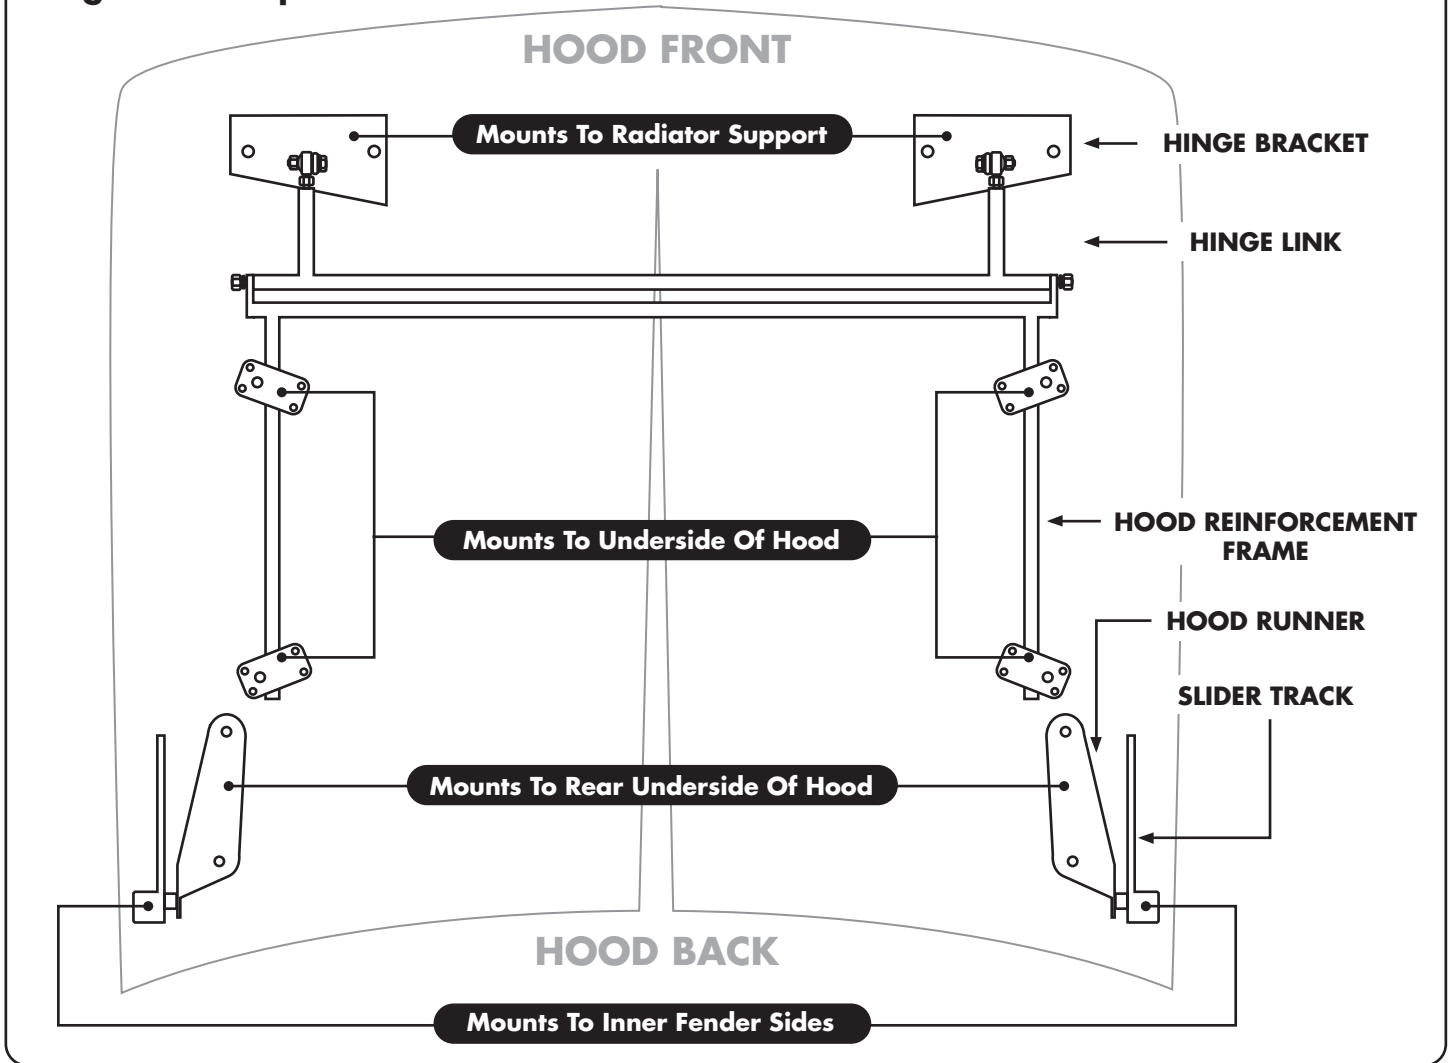 HOOD FRONT
Mounts To Radiator Support
HINGE BRACKET
HINGE LINK
Mounts To Underside Of Hood
HOOD REINFORCEMENT
FRAME
HOOD RUNNER
SLIDER TRACK
Mounts To Rear Underside Of Hood
HOOD BACK
Mounts To Inner Fender Sides